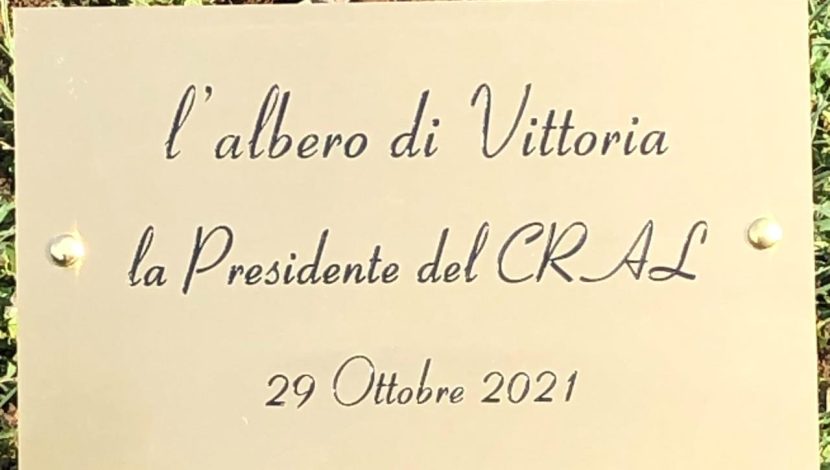 l'albero di Vittoria
la Presidente del CRAL
29 Ottobre 2021